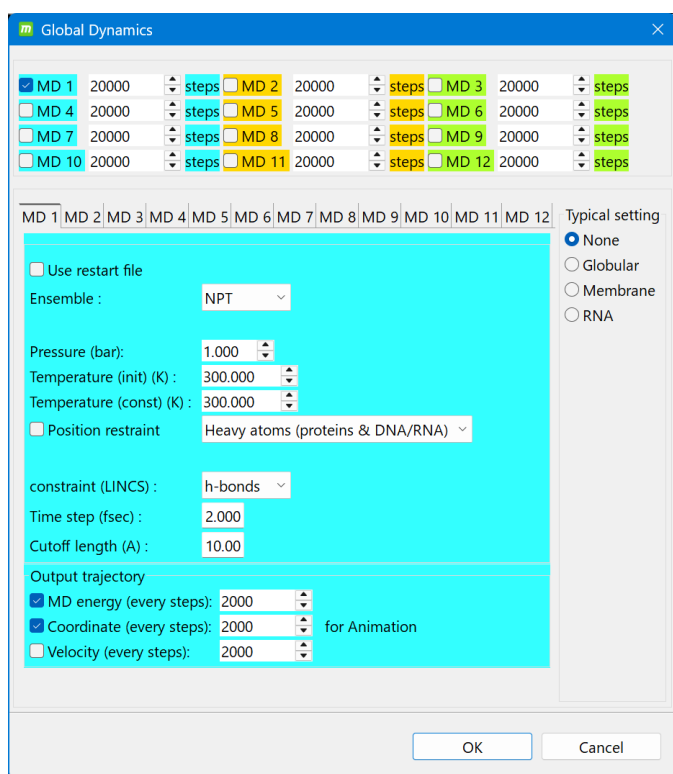 Global Dynamics
MD 1 20000 steps MD 2 20000 steps MD 3 20000 steps
MD 4 20000 steps MD 5 20000 steps MD 6 20000 steps
MD 7 20000 steps MD 8 20000 steps MD 9 20000 steps
MD 10 20000 steps MD 11 20000 steps MD 12 20000 steps
MD 1 MD 2 MD 3 MD 4 MD 5 MD 6 MD 7 MD 8 MD 9 MD 10 MD 11 MD 12
Typical setting
None
Globular
Membrane
RNA
Use restart file
Ensemble : NPT
Pressure (bar): 1.000
Temperature (init) (K) : 300.000
Temperature (const) (K) : 300.000
Position restraint Heavy atoms (proteins & DNA/RNA)
constraint (LINCS) : h-bonds
Time step (fsec) : 2.000
Cutoff length (A) : 10.00
Output trajectory
MD energy (every steps): 2000
Coordinate (every steps): 2000 for Animation
Velocity (every steps): 2000
OK Cancel